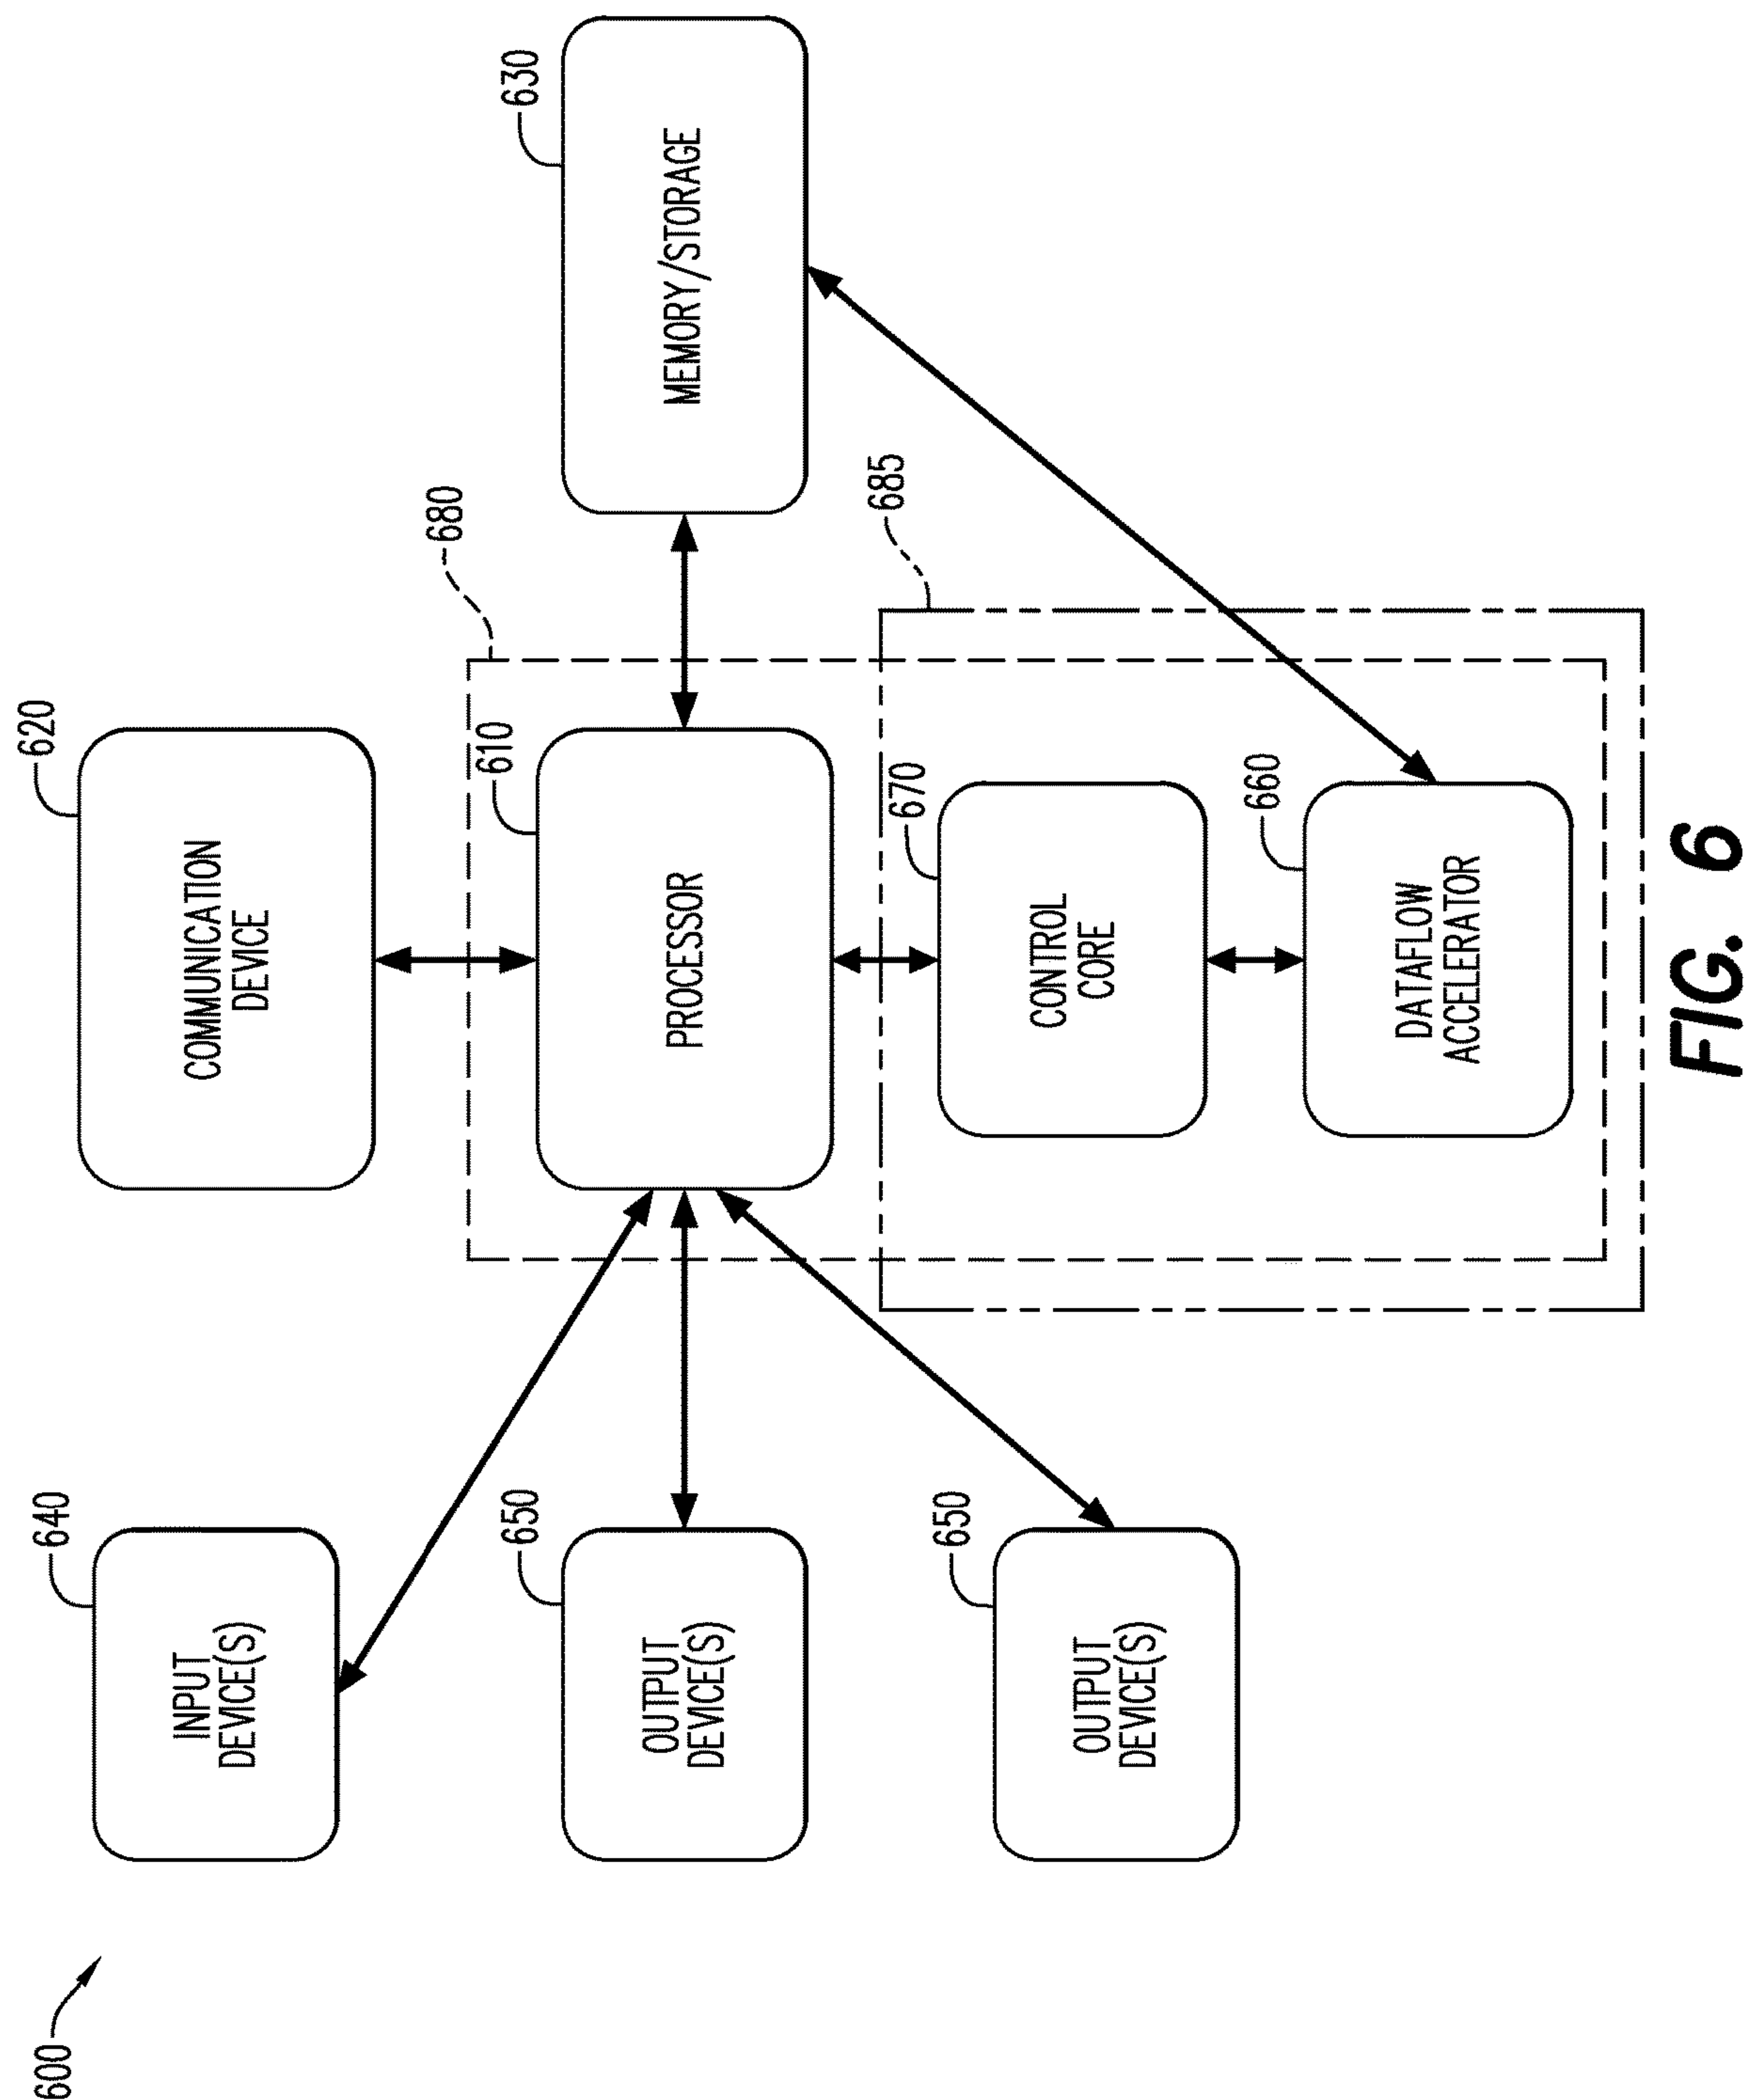 600
620
COMMUNICATION
DEVICE
640
INPUT
DEVICE(S)
680
610
PROCESSOR
630
MEMORY/STORAGE
650
OUTPUT
DEVICE(S)
685
670
CONTROL
CORE
650
OUTPUT
DEVICE(S)
660
DATAFLOW
ACCELERATOR
FIG. 6